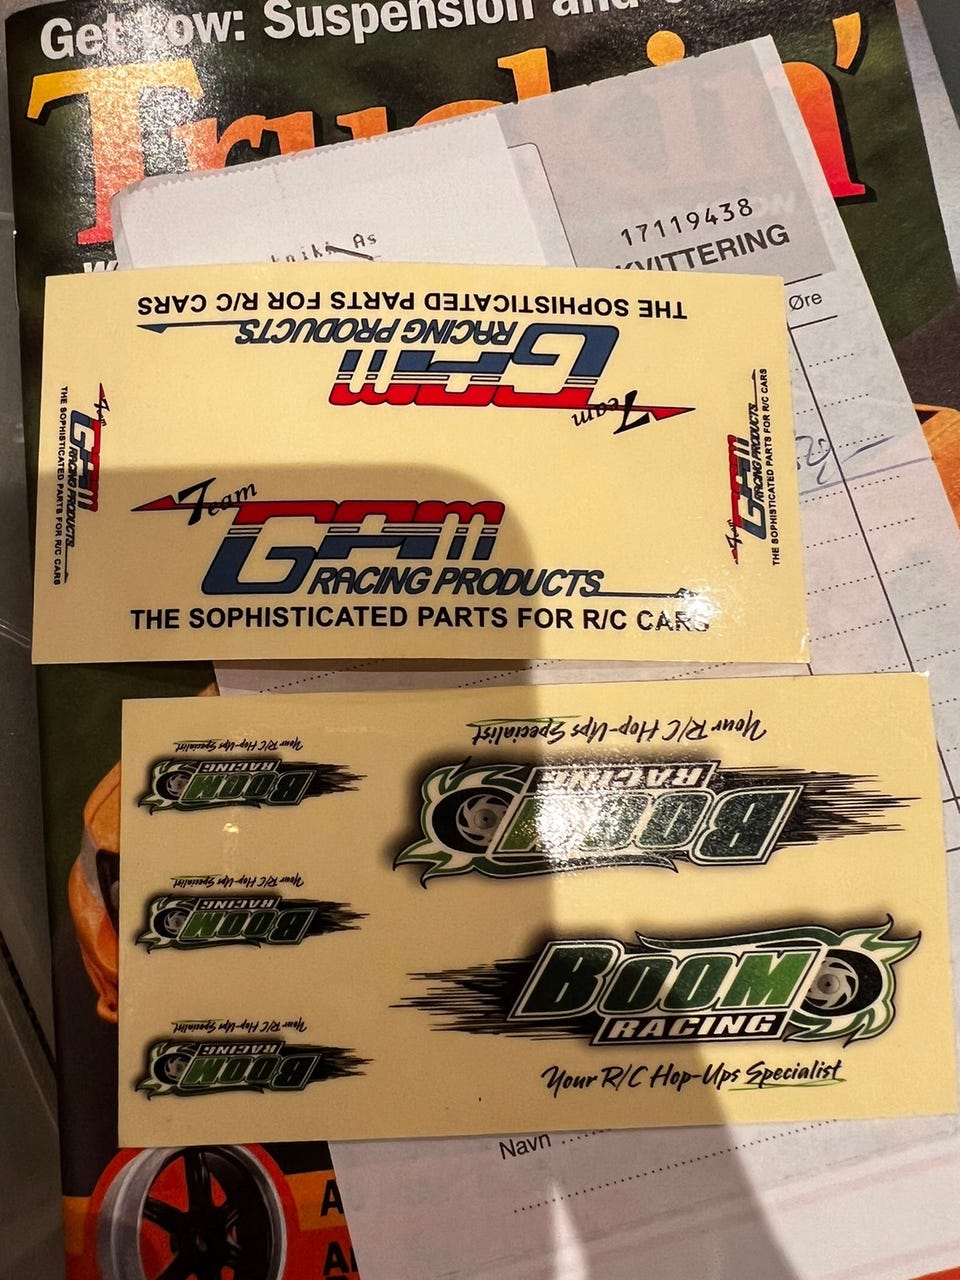 Get Low: Suspension and
Truckin'
As
17119438
KVITTERING
Øre
THE SOPHISTICATED PARTS FOR R/C CARS
RACING PRODUCTS
GPM
Team
Team
GPM
RACING PRODUCTS
THE SOPHISTICATED PARTS FOR R/C CARS
Team
GPM
RACING PRODUCTS
THE SOPHISTICATED PARTS FOR R/C CARS
Team
GPM
RACING PRODUCTS
THE SOPHISTICATED PARTS FOR R/C CARS
Your R/C Hop-Ups Specialist
RACING
BOOM
Your R/C Hop-Ups Specialist
RACING
BOOM
Your R/C Hop-Ups Specialist
RACING
BOOM
Your R/C Hop-Ups Specialist
RACING
BOOM
BOOM
RACING
Your R/C Hop-Ups Specialist
Navn